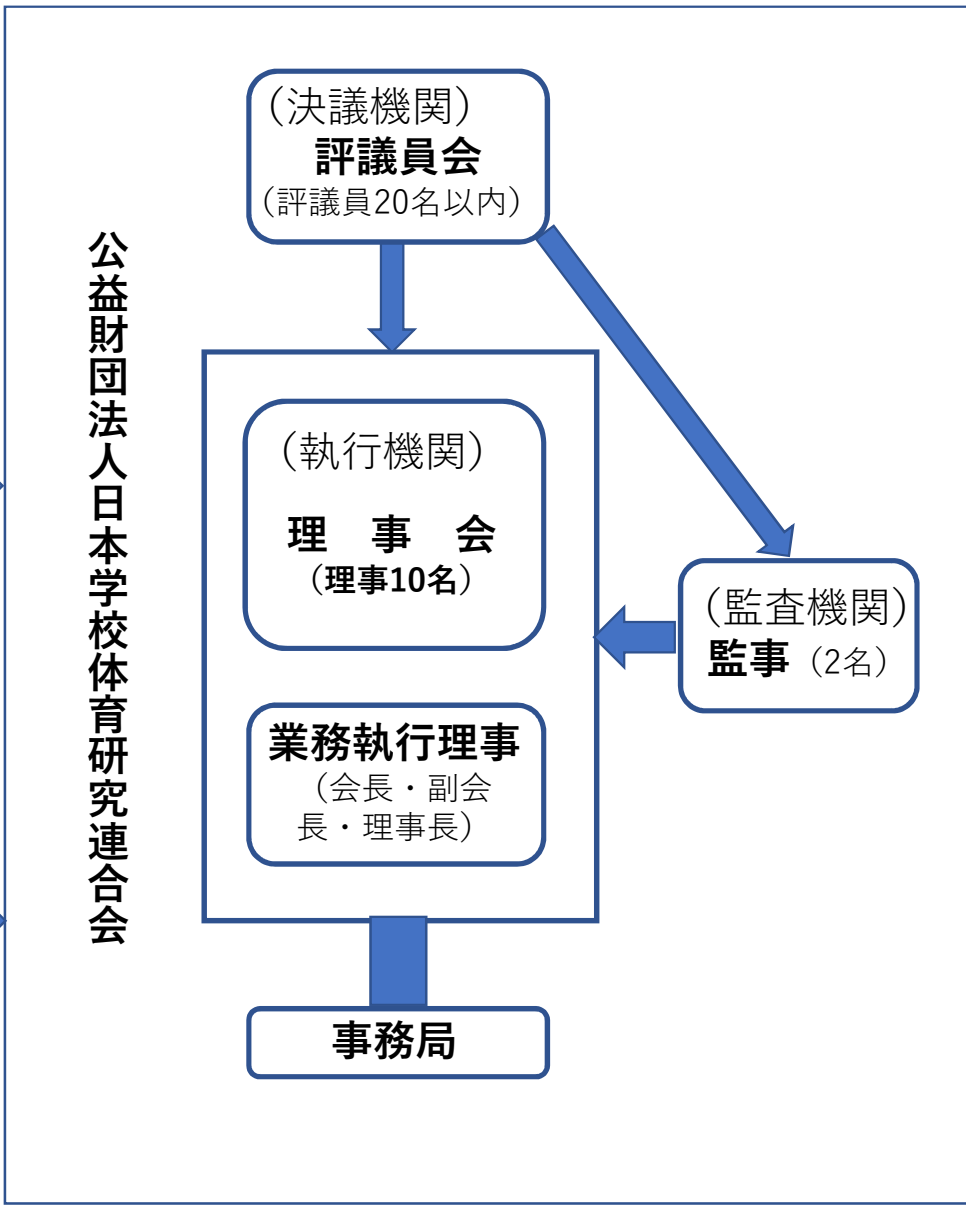 公益財団法人日本学校体育研究連合会
（決議機関）
評議員会
（評議員20名以内）
（執行機関）
理　事　会
（理事10名）
（監査機関）
監事（2名）
業務執行理事
（会長・副会
長・理事長）
事務局